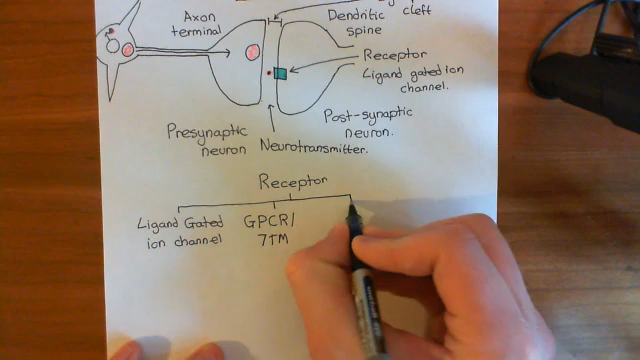 cleft
Axon
terminal
Dendritic
spine
Receptor
Ligand gated ion
channel.
Post-synaptic
neuron.
Presynaptic
neuron
Neurotransmitter.
Receptor
Ligand Gated
ion channel
GPCR/
7TM